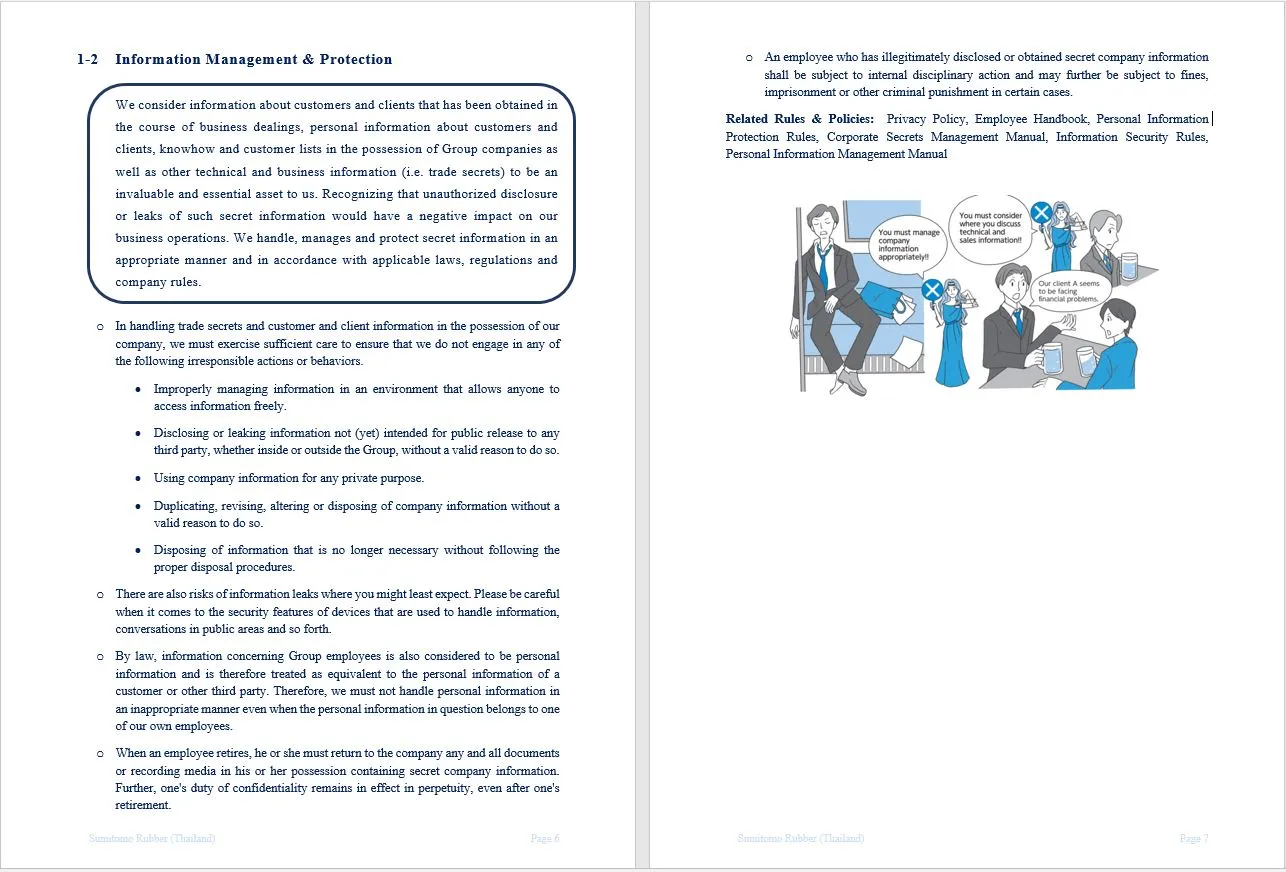 1-2 Information Management & Protection
We consider information about customers and clients that has been obtained in
the course of business dealings, personal information about customers and
clients, knowhow and customer lists in the possession of Group companies as
well as other technical and business information (i.e. trade secrets) to be an
invaluable and essential asset to us. Recognizing that unauthorized disclosure
or leaks of such secret information would have a negative impact on our
business operations. We handle, manages and protect secret information in an
appropriate manner and in accordance with applicable laws, regulations and
company rules.
o In handling trade secrets and customer and client information in the possession of our
company, we must exercise sufficient care to ensure that we do not engage in any of
the following irresponsible actions or behaviors.
• Improperly managing information in an environment that allows anyone to
access information freely.
• Disclosing or leaking information not (yet) intended for public release to any
third party, whether inside or outside the Group, without a valid reason to do so.
• Using company information for any private purpose.
• Duplicating, revising, altering or disposing of company information without a
valid reason to do so.
• Disposing of information that is no longer necessary without following the
proper disposal procedures.
o There are also risks of information leaks where you might least expect. Please be careful
when it comes to the security features of devices that are used to handle information,
conversations in public areas and so forth.
o By law, information concerning Group employees is also considered to be personal
information and is therefore treated as equivalent to the personal information of a
customer or other third party. Therefore, we must not handle personal information in
an inappropriate manner even when the personal information in question belongs to one
of our own employees.
o When an employee retires, he or she must return to the company any and all documents
or recording media in his or her possession containing secret company information.
Further, one's duty of confidentiality remains in effect in perpetuity, even after one's
retirement.
Sumitomo Rubber (Thailand) Page 6
o An employee who has illegitimately disclosed or obtained secret company information
shall be subject to internal disciplinary action and may further be subject to fines,
imprisonment or other criminal punishment in certain cases.
Related Rules & Policies: Privacy Policy, Employee Handbook, Personal Information
Protection Rules, Corporate Secrets Management Manual, Information Security Rules,
Personal Information Management Manual
You must manage
company
information
appropriately!!
You must consider
where you discuss
technical and
sales information!!
Our client A seems
to be facing
financial problems.
Sumitomo Rubber (Thailand) Page 7